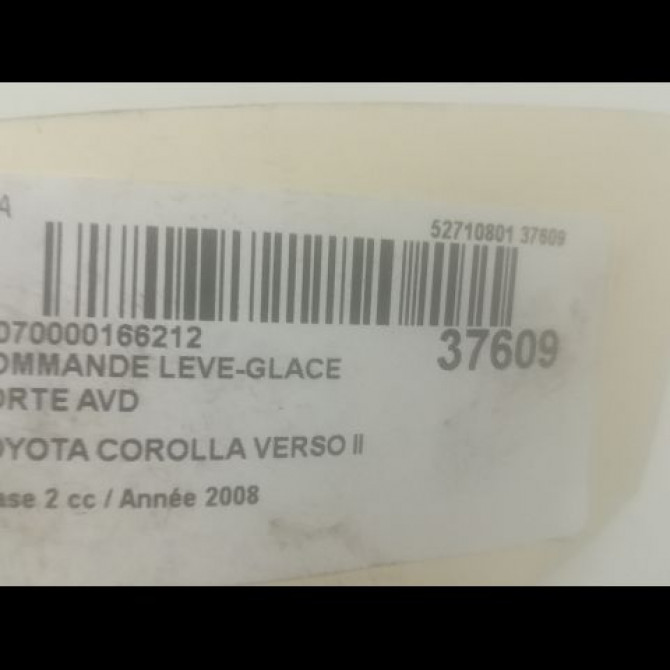 A
52710801 37609
070000166212
37609
OMMANDE LEVE-GLACE
ORTE AVD
OYOTA COROLLA VERSO II
ase 2 cc / Année 2008